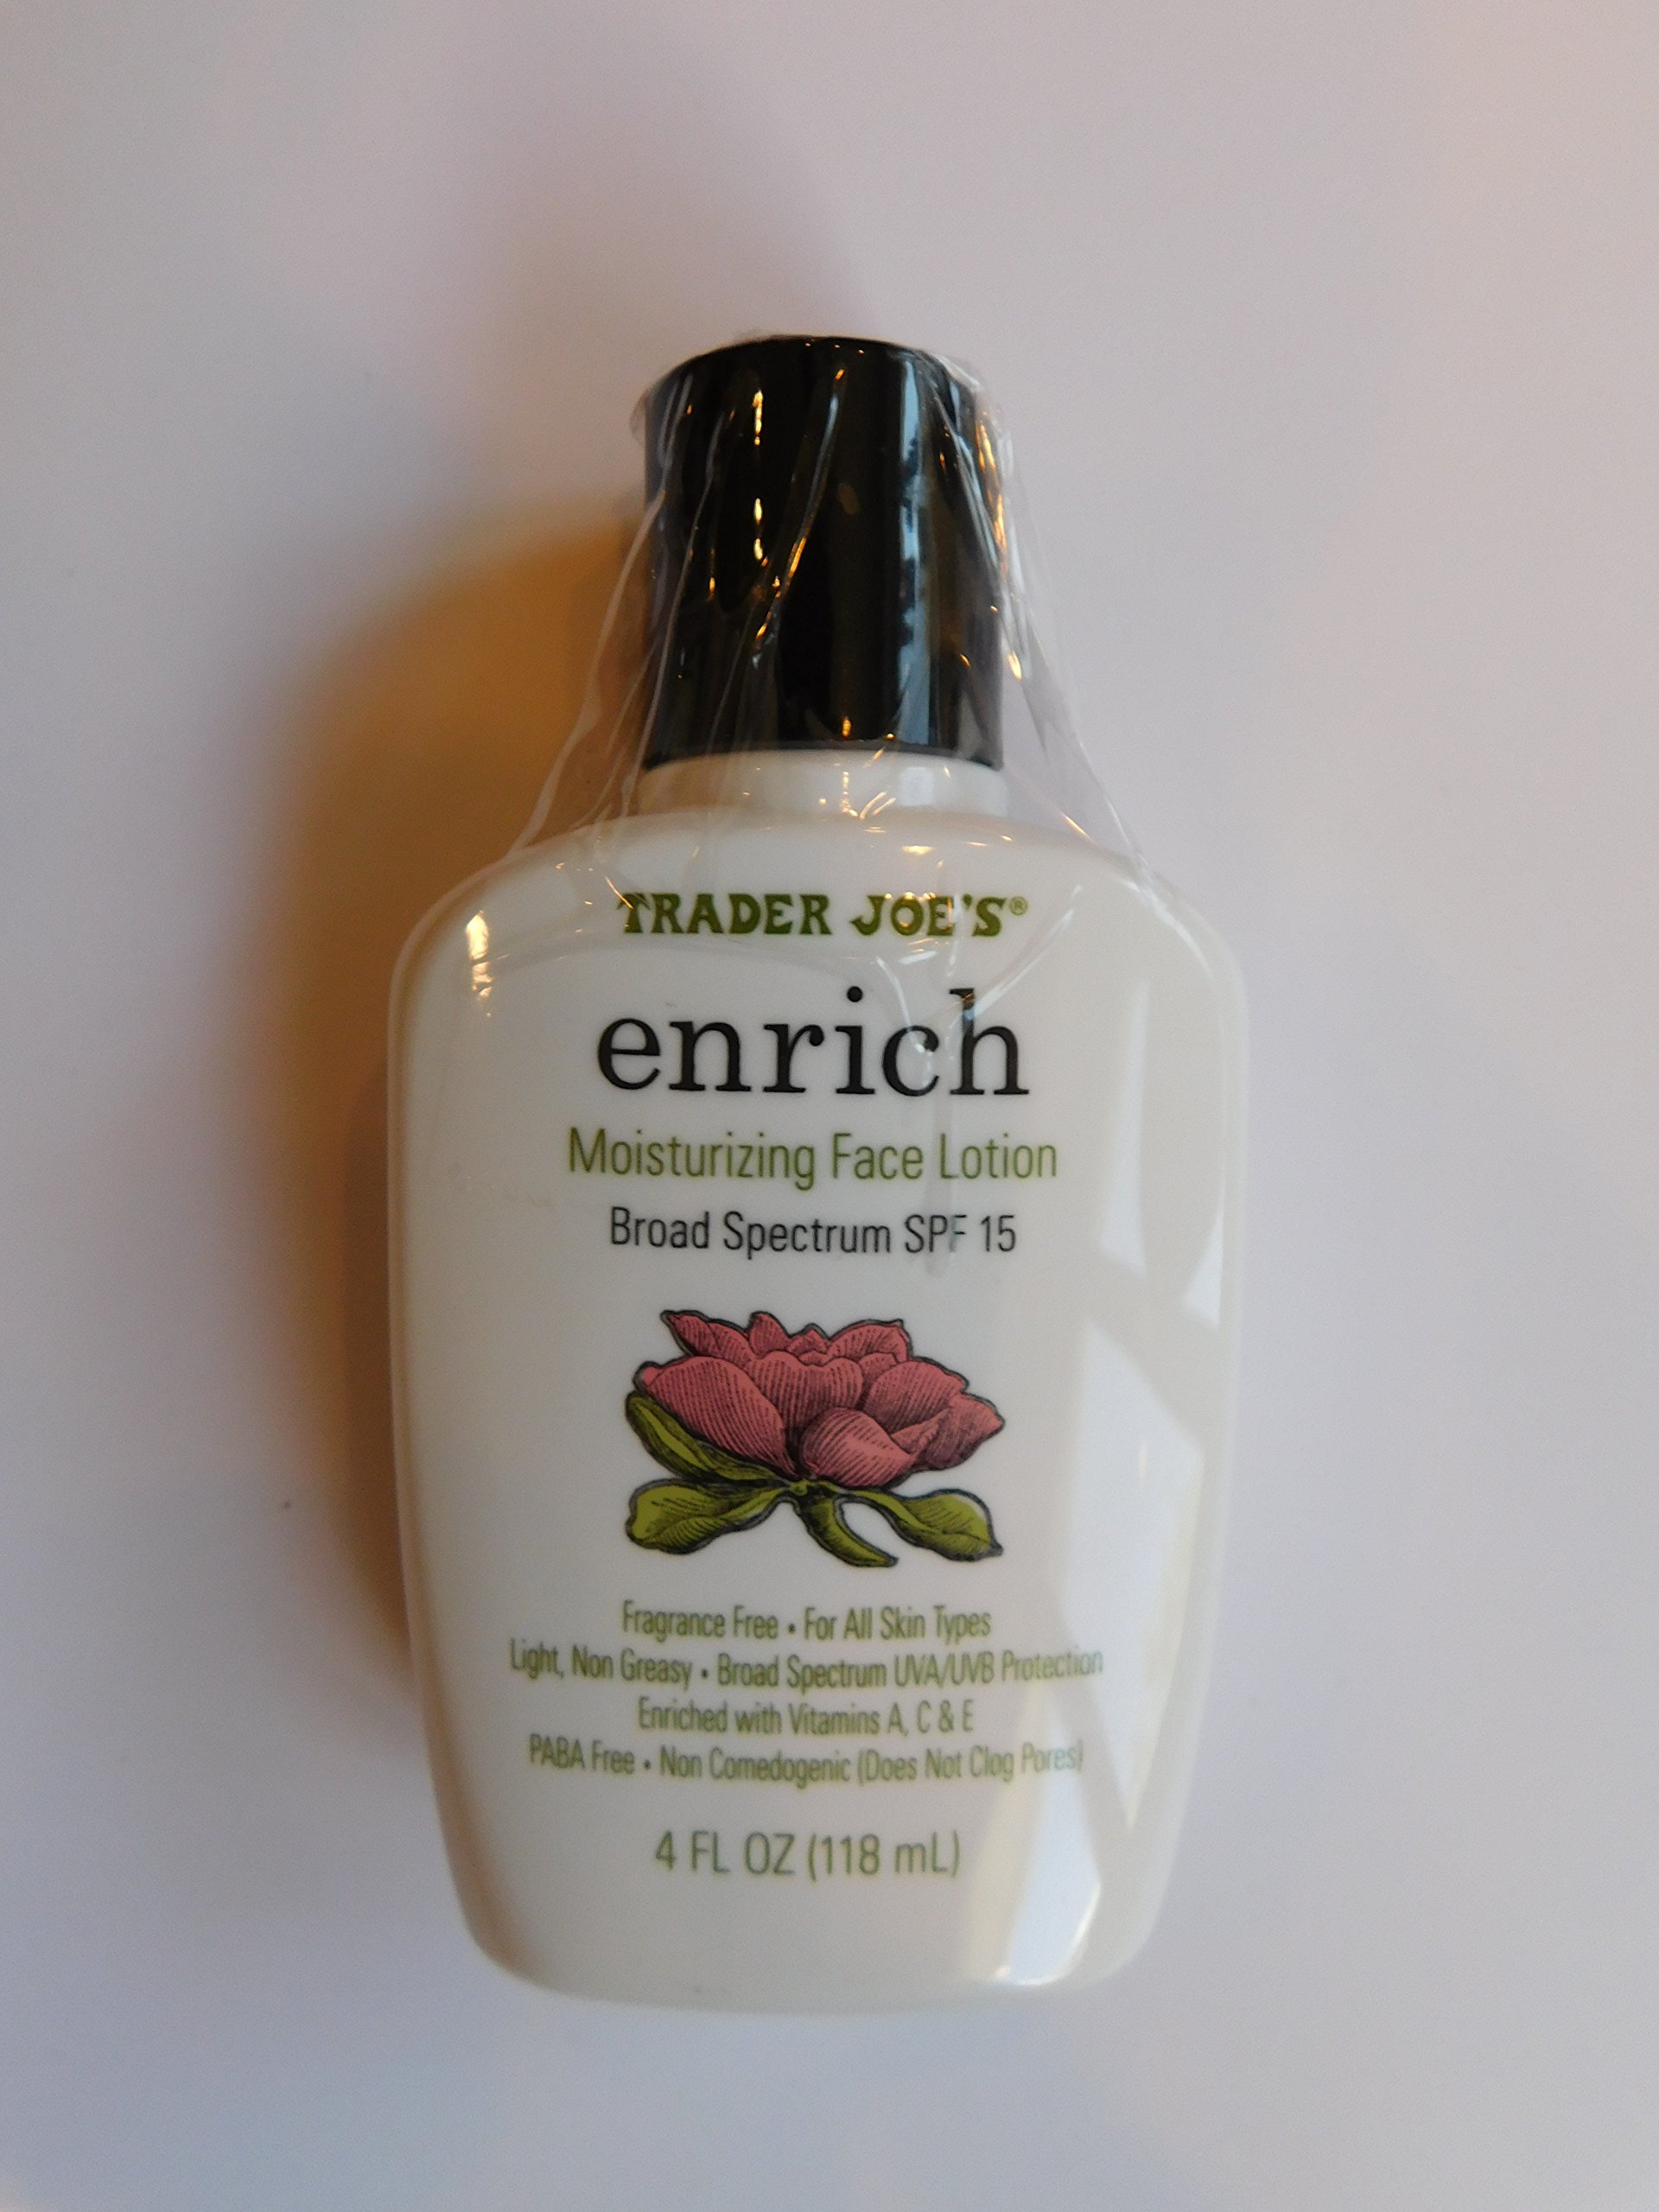 TRADER JOE'S®
enrich
Moisturizing Face Lotion
Broad Spectrum SPF 15
Fragrance Free • For All Skin Types
Light, Non Greasy • Broad Spectrum UVA/UVB Protection
Enriched with Vitamins A, C & E
PABA Free • Non Comedogenic (Does Not Clog Pores)
4 FL OZ (118 mL)